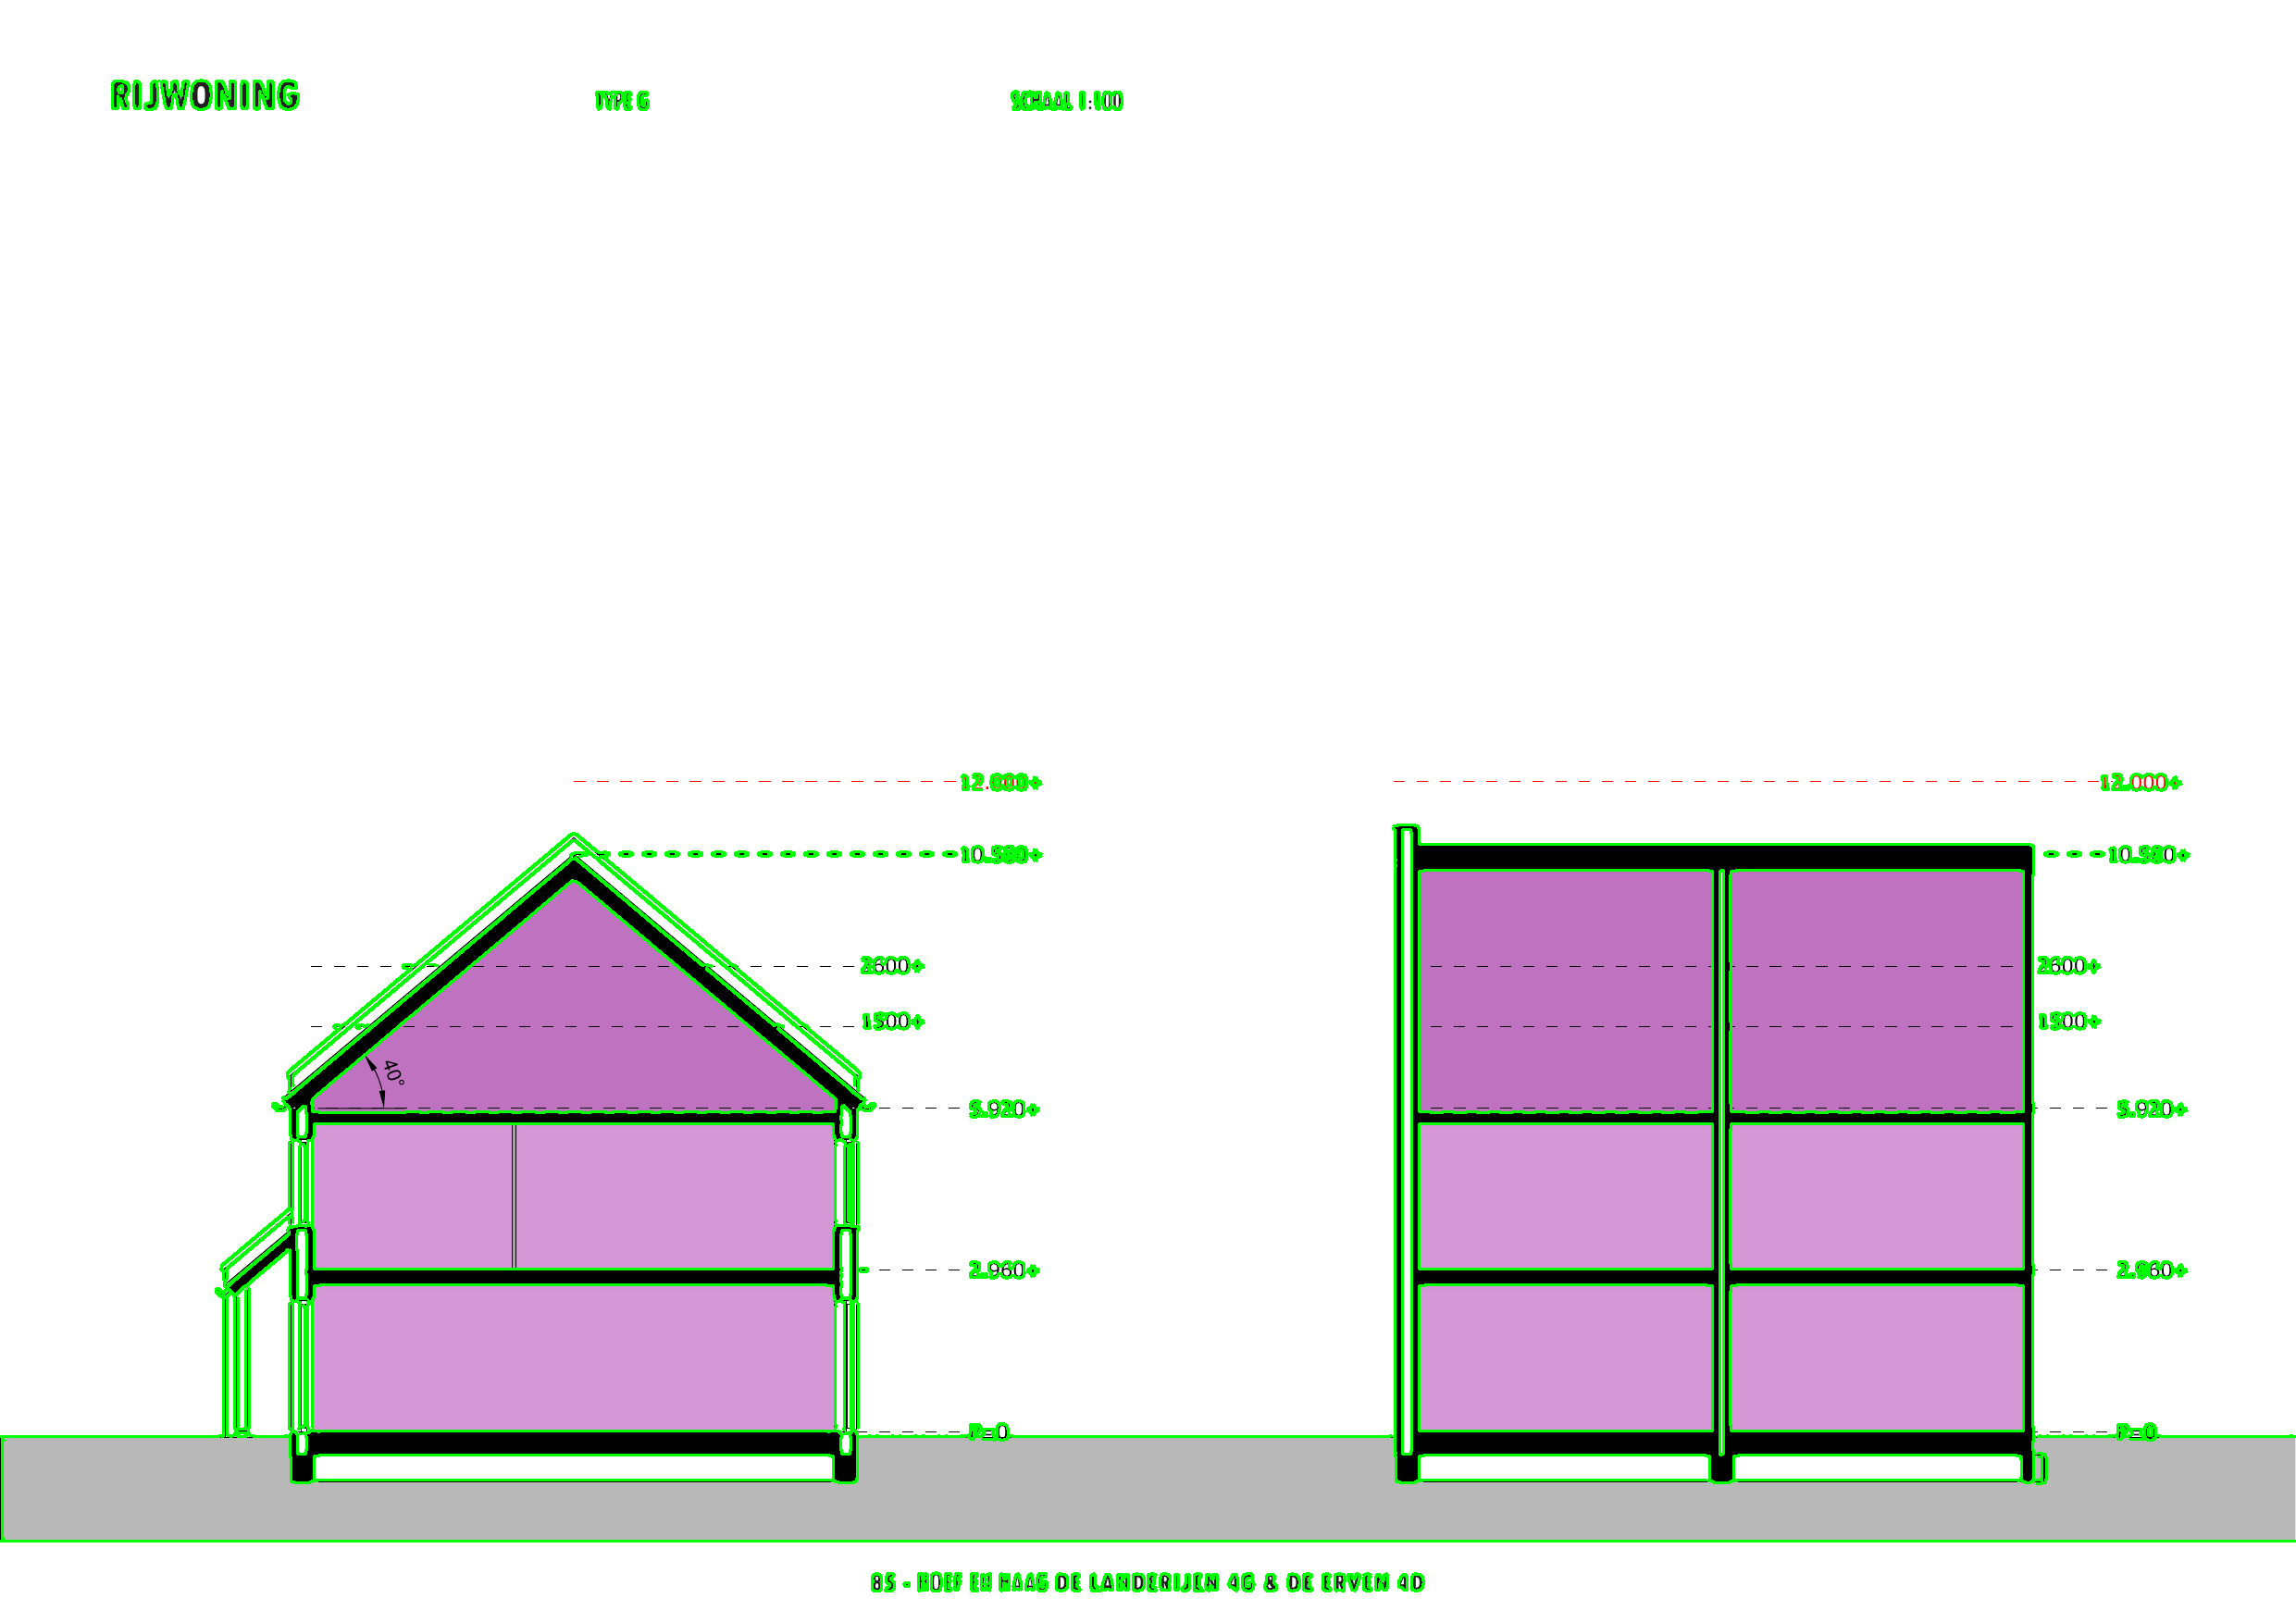 RIJWONING
TYPE G
SCHAAL 1:100
12.000+
12.000+
10.580+
10.580+
2600+
2600+
1500+
1500+
40°
5.920+
5.920+
2.960+
2.960+
P=0
P=0
85 - HOEF EN HAAG DE LANDERIJEN 4G & DE ERVEN 4D